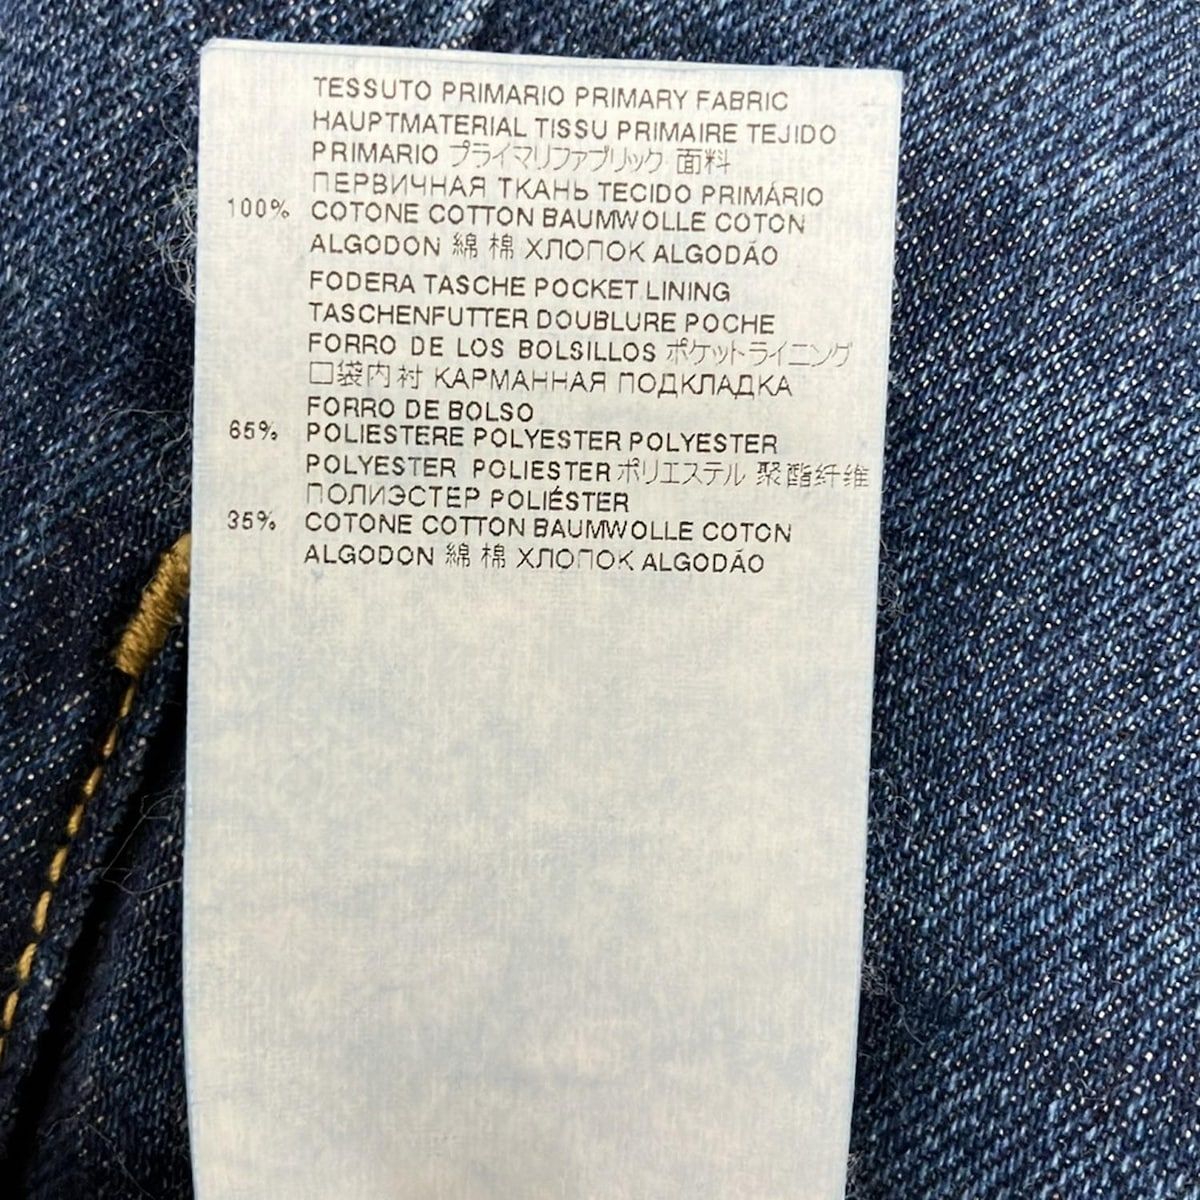 TESSUTO PRIMARIO PRIMARY FABRIC
HAUPTMATERIAL TISSU PRIMAIRE TEJIDO
PRIMARIO プライマリファブリック 面料
ПЕРВИЧНАЯ ТКАНЬ TECIDO PRIMÁRIO
100% COTONE COTTON BAUMWOLLE COTON
ALGODON 綿 棉 ХЛОПОК ALGODÃO
FODERA TASCHE POCKET LINING
TASCHENFUTTER DOUBLURE POCHE
FORRO DE LOS BOLSILLOS ポケットライニング
口袋内衬 КАРМАННАЯ ПОДКЛАДКА
FORRO DE BOLSO
65% POLIESTERE POLYESTER POLYESTER
POLYESTER POLIESTER ポリエステル 聚酯纤维
ПОЛИЭСТЕР POLIÉSTER
35% COTONE COTTON BAUMWOLLE COTON
ALGODON 綿 棉 ХЛОПОК ALGODÃO